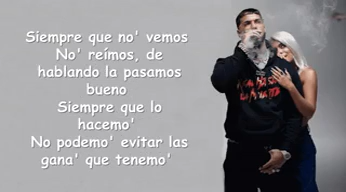 Siempre que no' vemos
No' reímos, de
hablando la pasamos
bueno
Siempre que lo
hacemo'
No podemo' evitar las
gana' que tenemo'